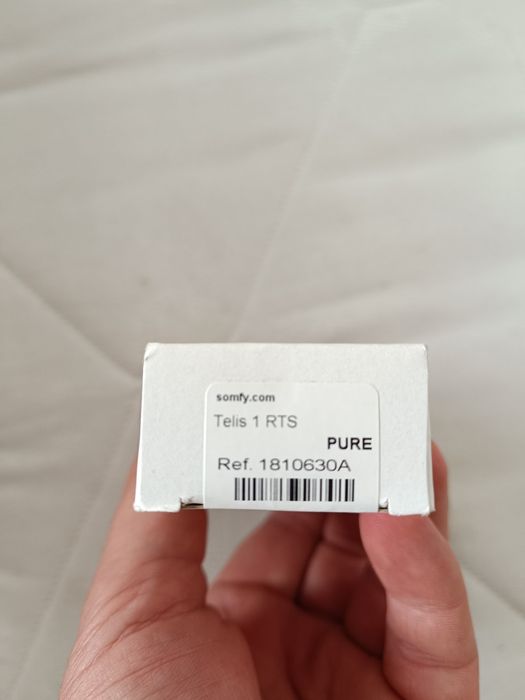 somfy.com
Telis 1 RTS
PURE
Ref. 1810630A